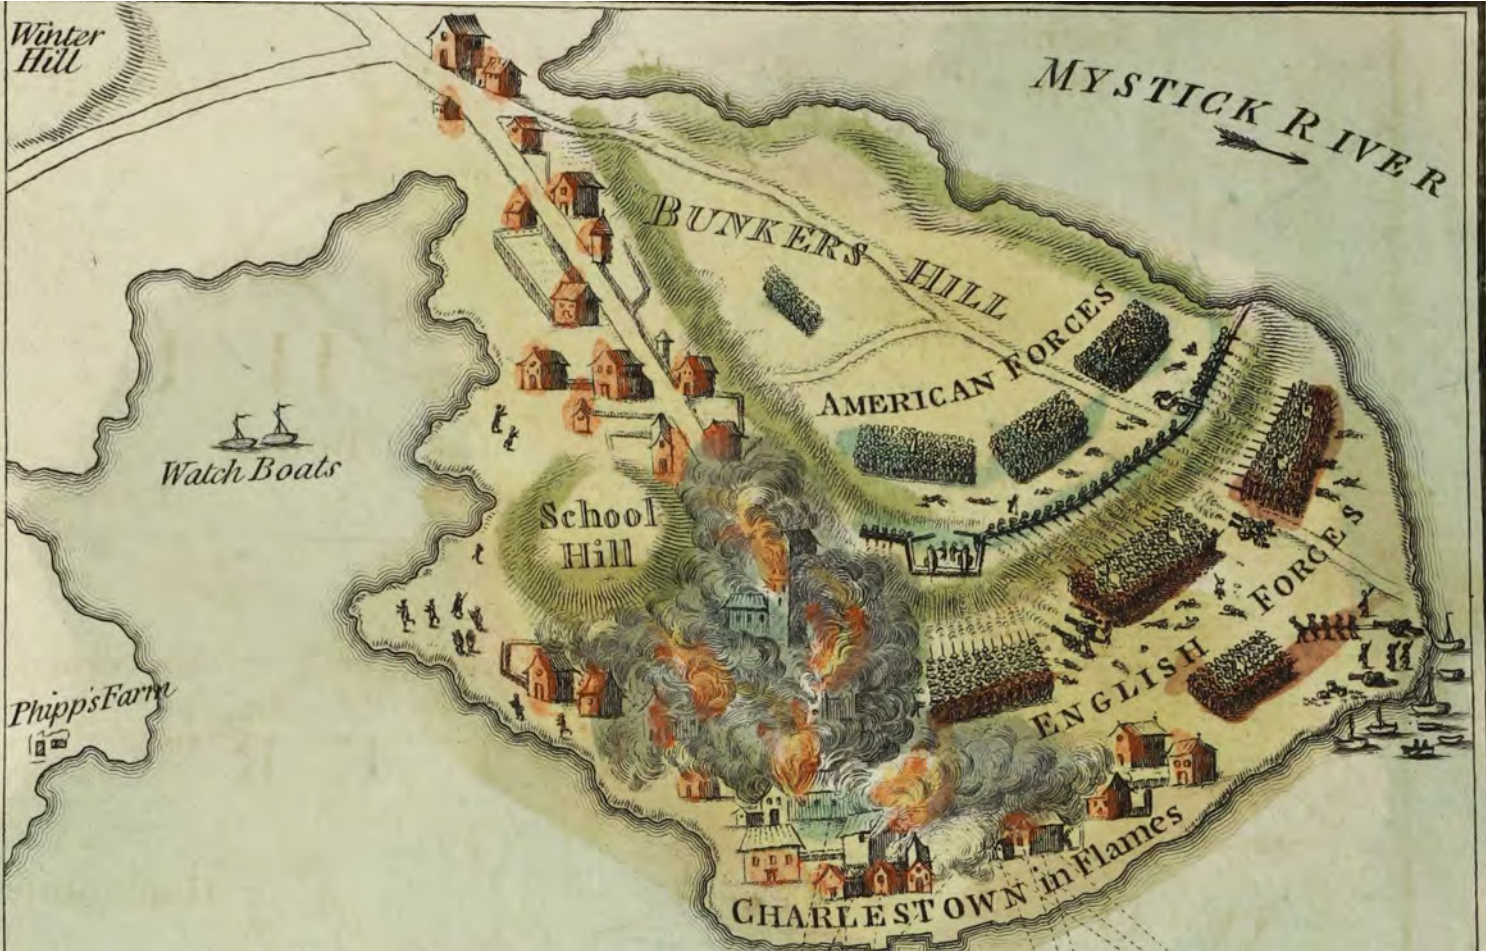 Winter
Hill
MYSTICK RIVER
BUNKERS HILL
AMERICAN FORCES
Watch Boats
School
Hill
ENGLISH FORCES
Phipp's Farm
CHARLESTOWN in Flames